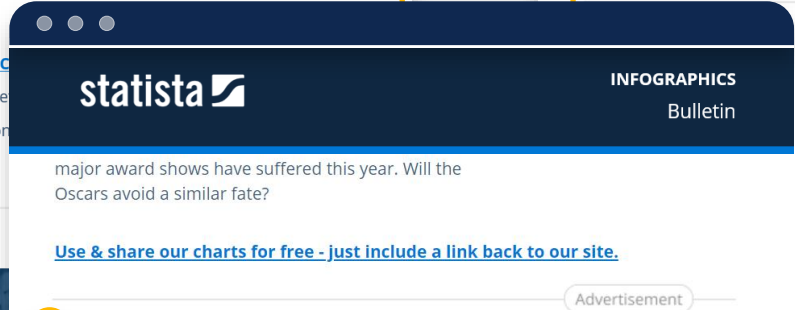 statista
INFOGRAPHICS
Bulletin
major award shows have suffered this year. Will the
Oscars avoid a similar fate?
Use & share our charts for free - just include a link back to our site.
Advertisement